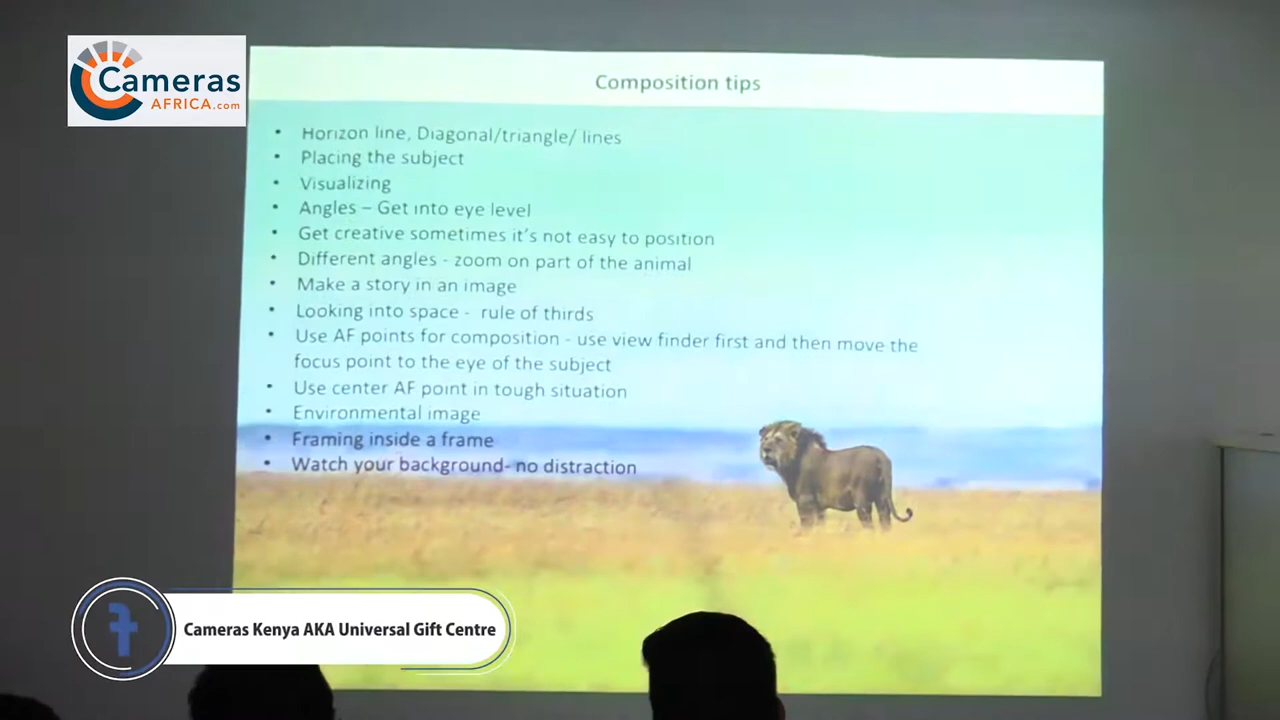 Cameras
AFRICA.com
Composition tips
• Horizon line, Diagonal/triangle/ lines
• Placing the subject
• Visualizing
• Angles – Get into eye level
• Get creative sometimes it's not easy to position
• Different angles - zoom on part of the animal
• Make a story in an image
• Looking into space - rule of thirds
• Use AF points for composition - use view finder first and then move the
focus point to the eye of the subject
• Use center AF point in tough situation
• Environmental image
• Framing inside a frame
• Watch your background- no distraction
Cameras Kenya AKA Universal Gift Centre